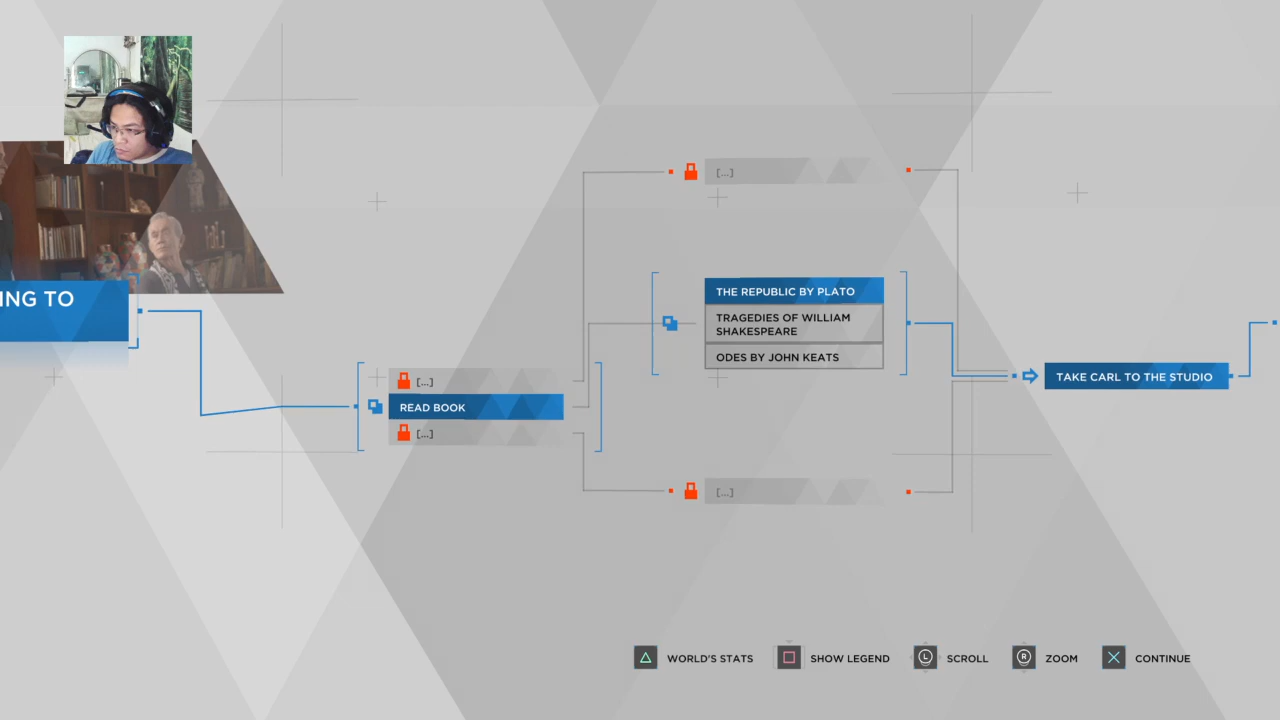 [...]
THE REPUBLIC BY PLATO
ING TO
TRAGEDIES OF WILLIAM
SHAKESPEARE
ODES BY JOHN KEATS
[...]
READ BOOK
[...]
TAKE CARL TO THE STUDIO
[...]
WORLD'S STATS
SHOW LEGEND
L
SCROLL
R
ZOOM
CONTINUE